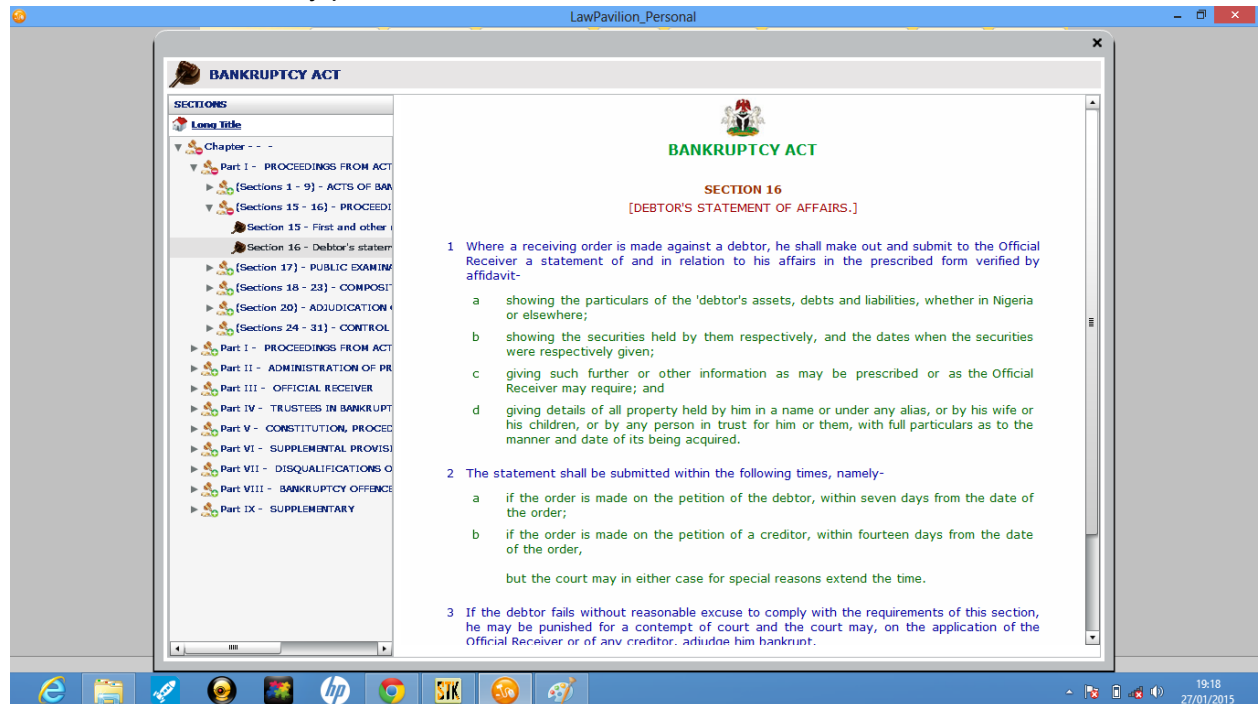 LawPavilion_Personal
BANKRUPTCY ACT
SECTIONS
Long Title
Chapter - - -
Part I - PROCEEDINGS FROM ACT
(Sections 1 - 9) - ACTS OF BAN
(Sections 15 - 16) - PROCEEDI
Section 15 - First and other
Section 16 - Debtor's statem
(Section 17) - PUBLIC EXAMINA
(Sections 18 - 23) - COMPOSIT
(Section 20) - ADJUDICATION
(Sections 24 - 31) - CONTROL
Part I - PROCEEDINGS FROM ACT
Part II - ADMINISTRATION OF PR
Part III - OFFICIAL RECEIVER
Part IV - TRUSTEES IN BANKRUPT
Part V - CONSTITUTION, PROCED
Part VI - SUPPLEMENTAL PROVISI
Part VII - DISQUALIFICATIONS O
Part VIII - BANKRUPTCY OFFENCE
Part IX - SUPPLEMENTARY
BANKRUPTCY ACT
SECTION 16
[DEBTOR'S STATEMENT OF AFFAIRS.]
1 Where a receiving order is made against a debtor, he shall make out and submit to the Official
Receiver a statement of and in relation to his affairs in the prescribed form verified by
affidavit-
a showing the particulars of the 'debtor's assets, debts and liabilities, whether in Nigeria
or elsewhere;
b showing the securities held by them respectively, and the dates when the securities
were respectively given;
c giving such further or other information as may be prescribed or as the Official
Receiver may require; and
d giving details of all property held by him in a name or under any alias, or by his wife or
his children, or by any person in trust for him or them, with full particulars as to the
manner and date of its being acquired.
2 The statement shall be submitted within the following times, namely-
a if the order is made on the petition of the debtor, within seven days from the date of
the order;
b if the order is made on the petition of a creditor, within fourteen days from the date
of the order,
but the court may in either case for special reasons extend the time.
3 If the debtor fails without reasonable excuse to comply with the requirements of this section,
he may be punished for a contempt of court and the court may, on the application of the
Official Receiver or of any creditor, adjudge him bankrupt.
hp
STK
19:18
27/01/2015